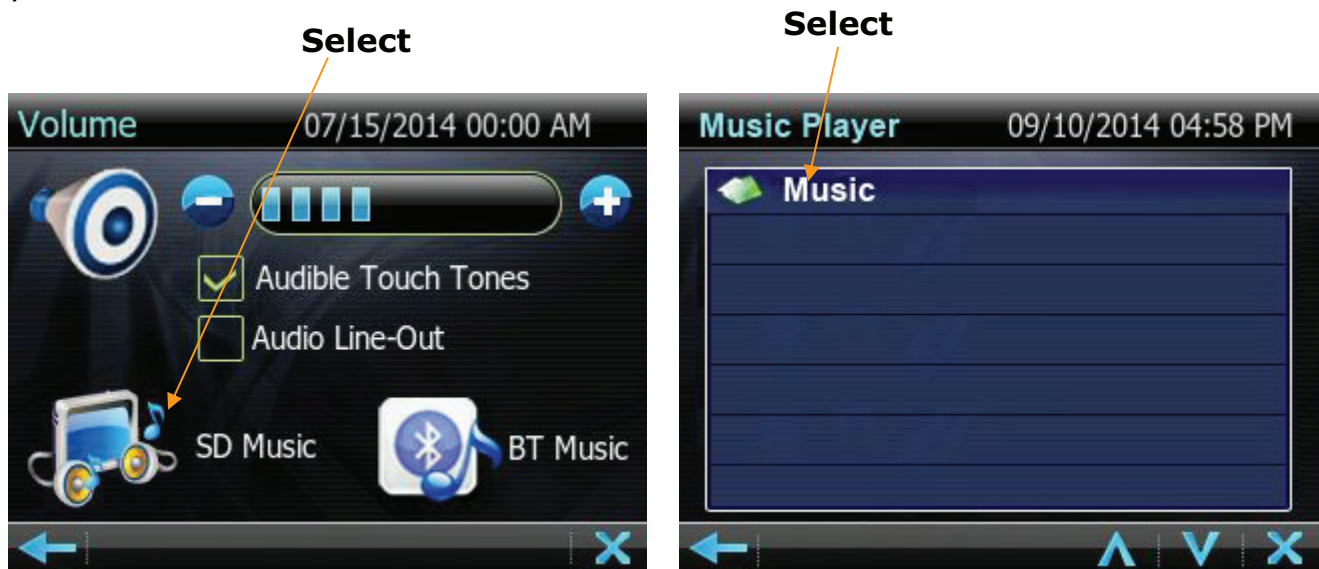 Select
Volume 07/15/2014 00:00 AM
Audible Touch Tones
Audio Line-Out
SD Music BT Music
Select
Music Player 09/10/2014 04:58 PM
Music